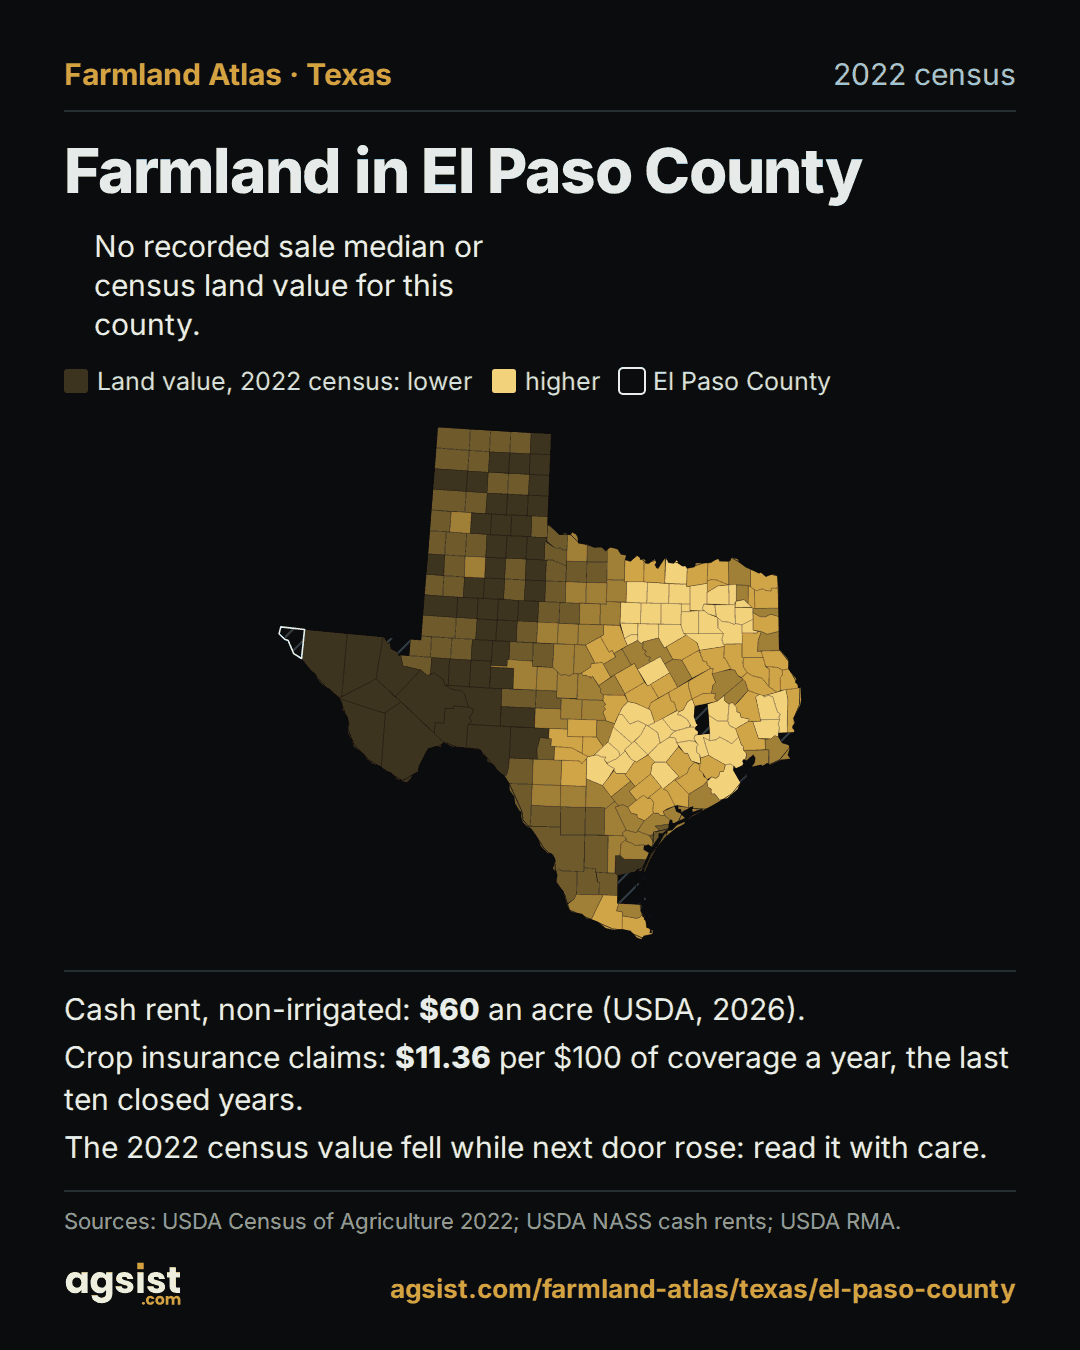 Farmland Atlas · Texas
2022 census
Farmland in El Paso County
No recorded sale median or
census land value for this
county.
Land value, 2022 census: lower
higher
El Paso County
Cash rent, non-irrigated: $60 an acre (USDA, 2026).
Crop insurance claims: $11.36 per $100 of coverage a year, the last
ten closed years.
The 2022 census value fell while next door rose: read it with care.
Sources: USDA Census of Agriculture 2022; USDA NASS cash rents; USDA RMA.
agsist
.com
agsist.com/farmland-atlas/texas/el-paso-county